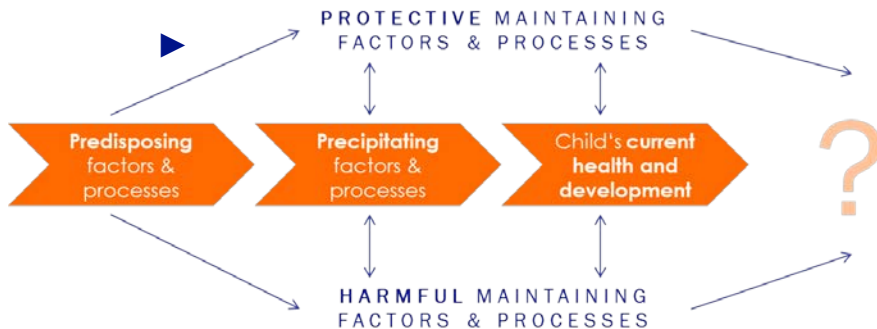 PROTECTIVE MAINTAINING
FACTORS & PROCESSES
Predisposing
factors &
processes
Precipitating
factors &
processes
Child's current
health and
development
?
HARMFUL MAINTAINING
FACTORS & PROCESSES